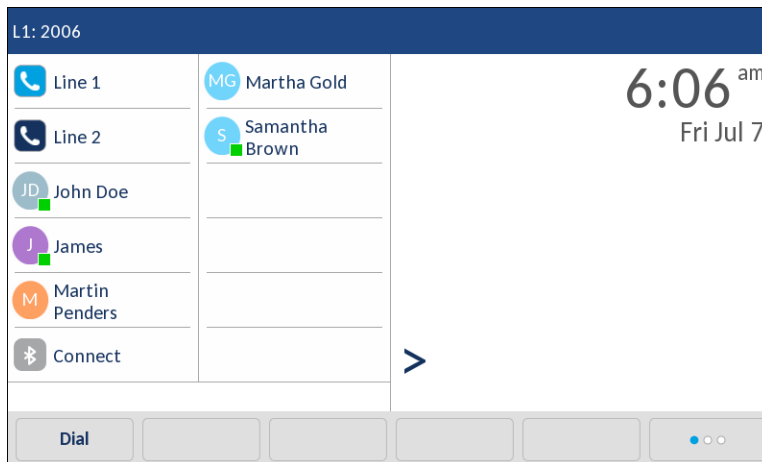 L1: 2006
Line 1
Line 2
JD
John Doe
J
James
M
Martin
Penders
Connect
MG
Martha Gold
S
Samantha
Brown
6:06 am
Fri Jul 7
>
Dial